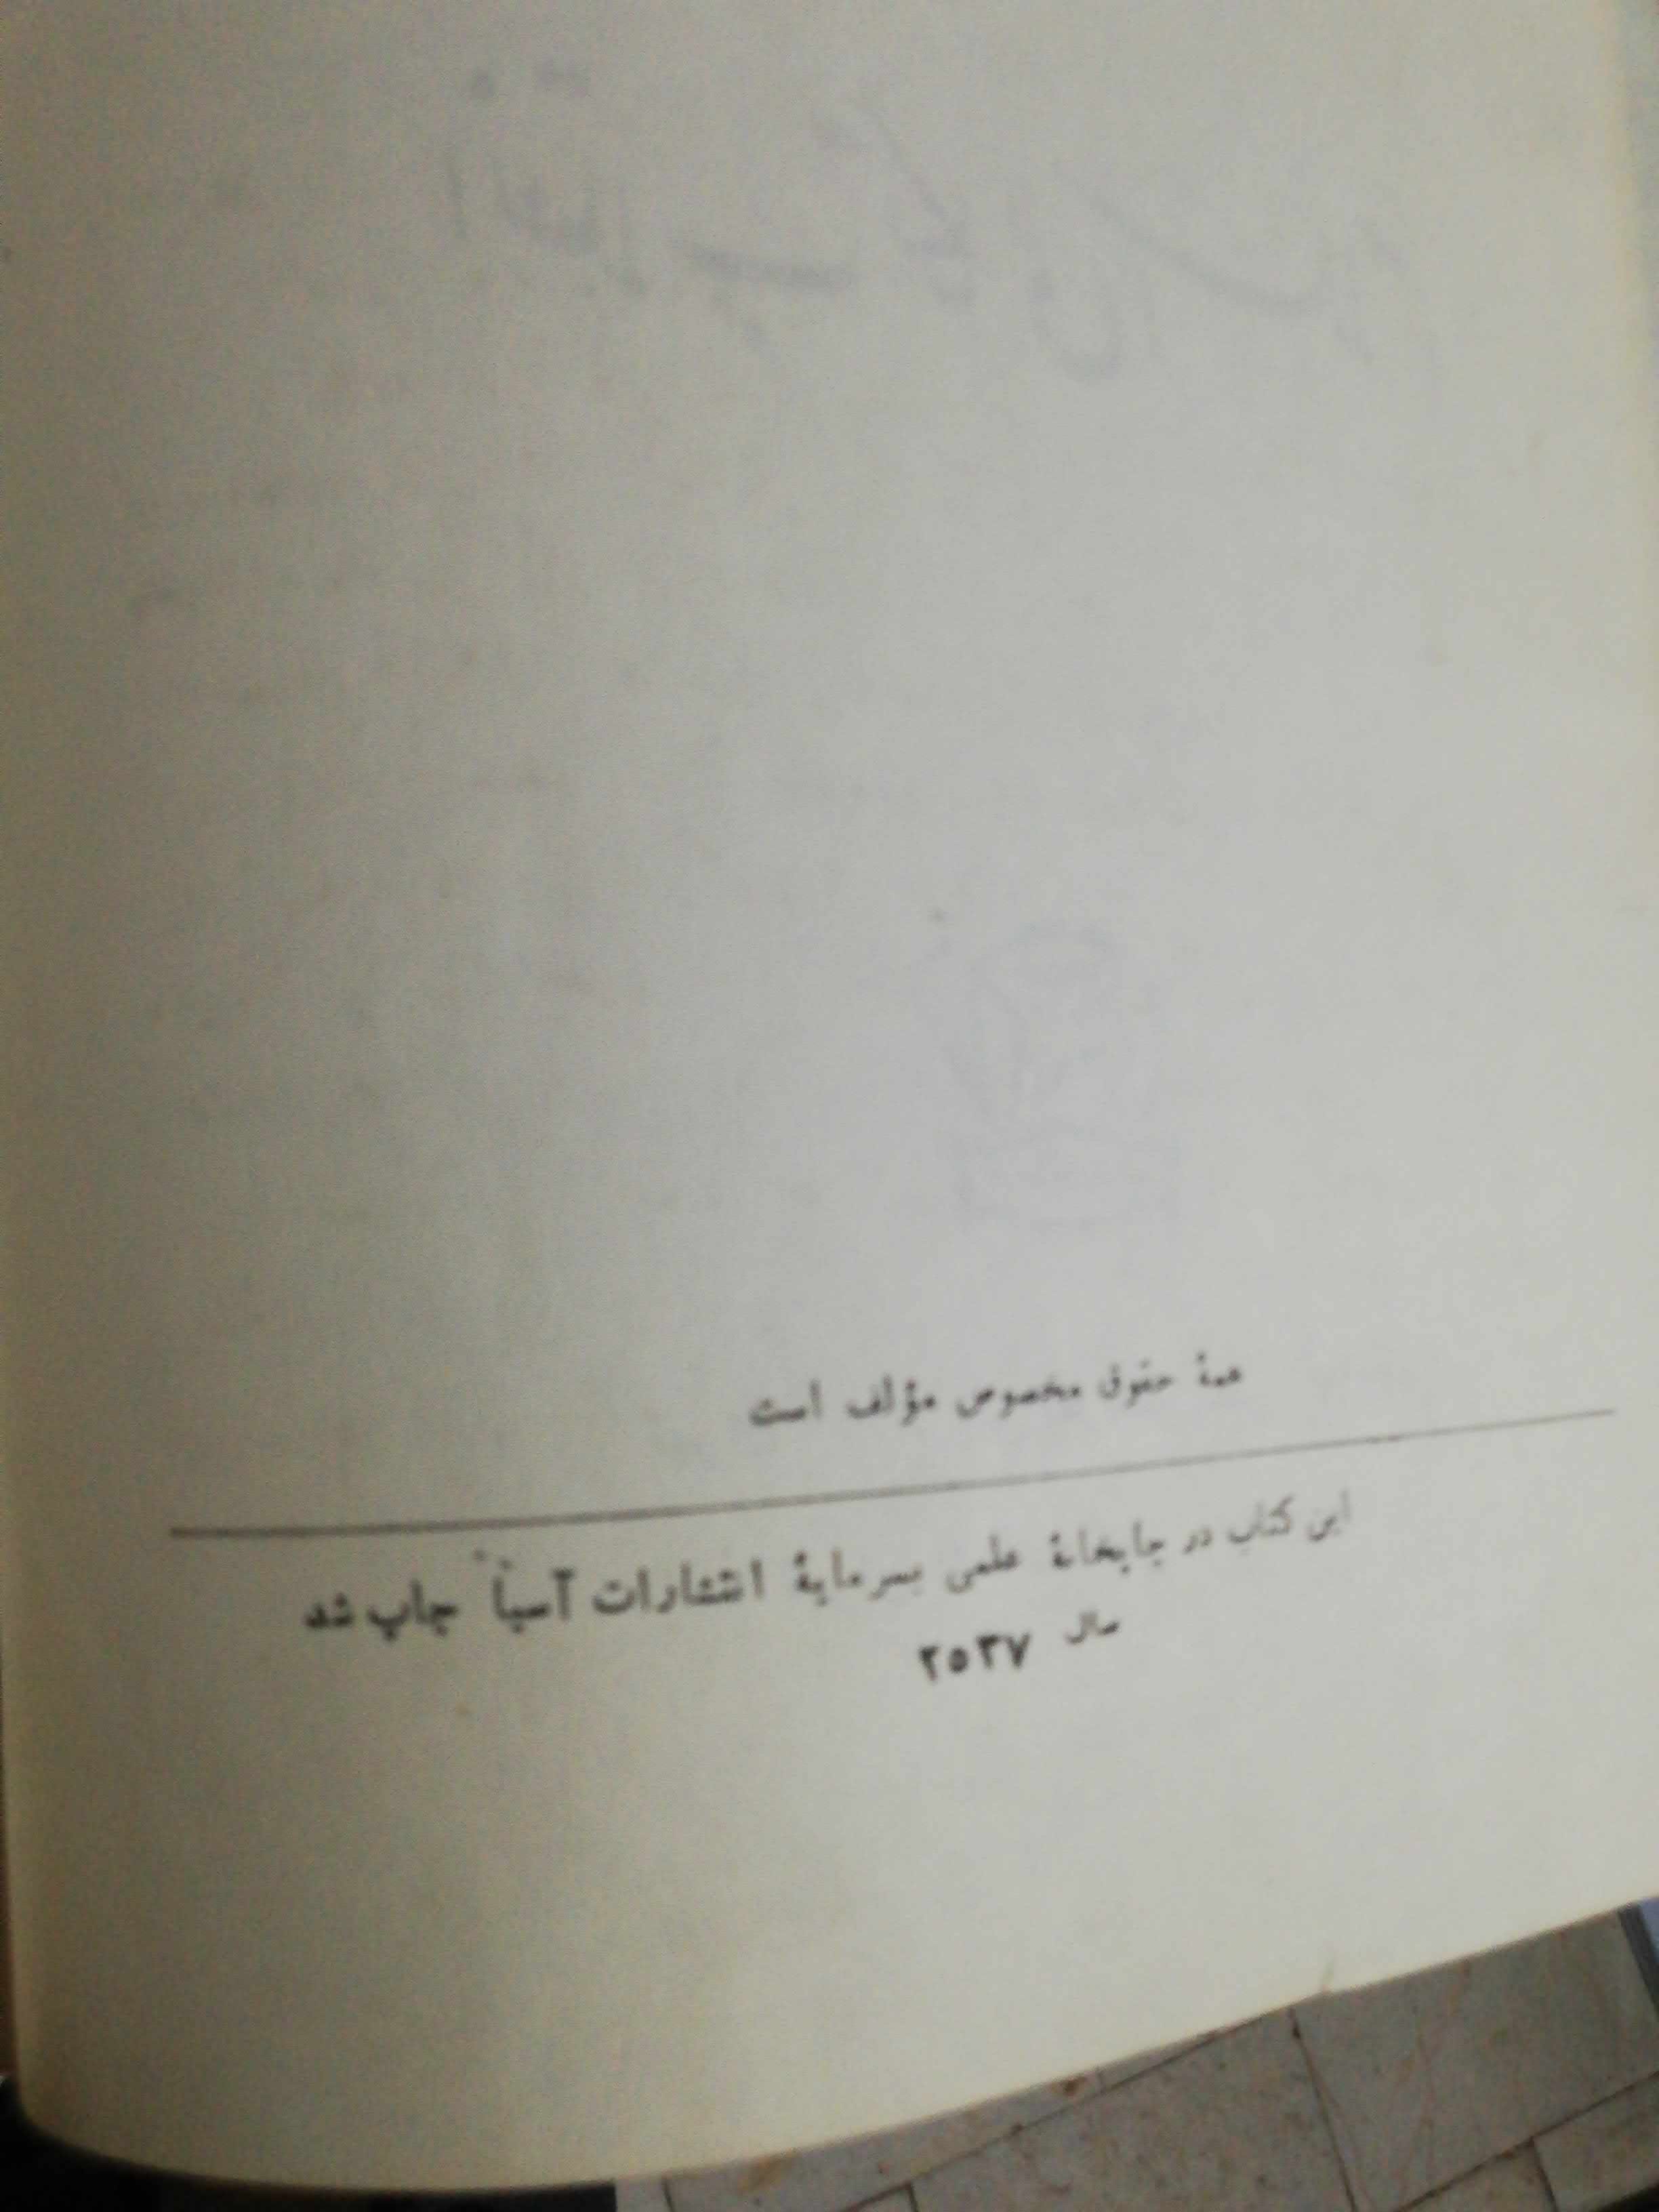 همهٔ حقوق مخصوص مؤلف است
این کتاب در چاپخانهٔ علمی بسرمایهٔ انتشارات آسیا چاپ شد
سال ۲۵۳۷